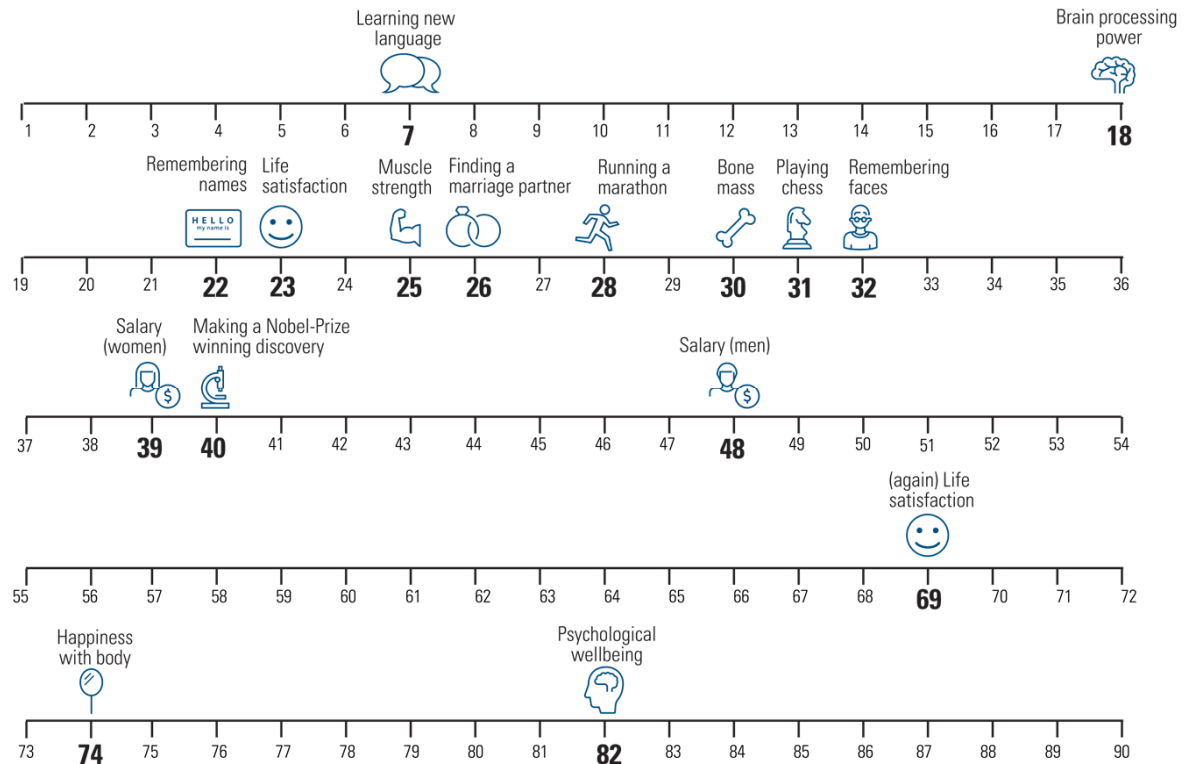 Learning new
language
Brain processing
power
1 2 3 4 5 6 7 8 9 10 11 12 13 14 15 16 17 18
Remembering
names
Life
satisfaction
Muscle
strength
Finding a
marriage partner
Running a
marathon
Bone
mass
Playing
chess
Remembering
faces
HELLO
my name is
19 20 21 22 23 24 25 26 27 28 29 30 31 32 33 34 35 36
Salary
(women)
Making a Nobel-Prize
winning discovery
Salary (men)
$
$
37 38 39 40 41 42 43 44 45 46 47 48 49 50 51 52 53 54
(again) Life
satisfaction
55 56 57 58 59 60 61 62 63 64 65 66 67 68 69 70 71 72
Happiness
with body
Psychological
wellbeing
73 74 75 76 77 78 79 80 81 82 83 84 85 86 87 88 89 90